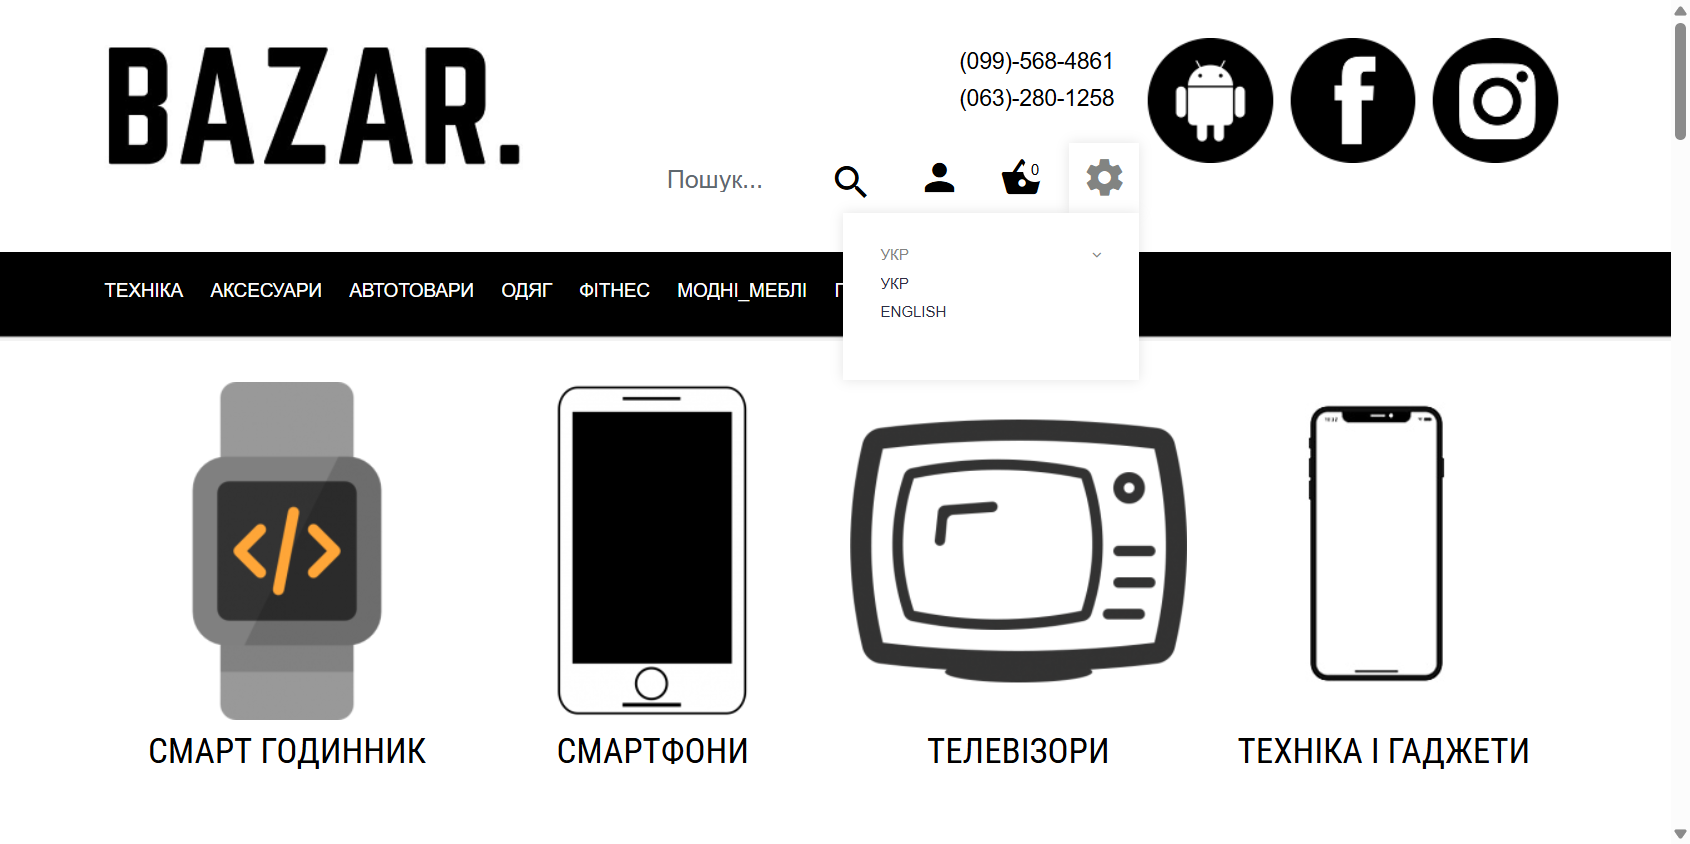 BAZAR.
(099)-568-4861
(063)-280-1258
Пошук...
0
УКР
УКР
ENGLISH
ТЕХНІКА АКСЕСУАРИ АВТОТОВАРИ ОДЯГ ФІТНЕС МОДНІ_МЕБЛІ
СМАРТ ГОДИННИК СМАРТФОНИ ТЕЛЕВІЗОРИ ТЕХНІКА І ГАДЖЕТИ